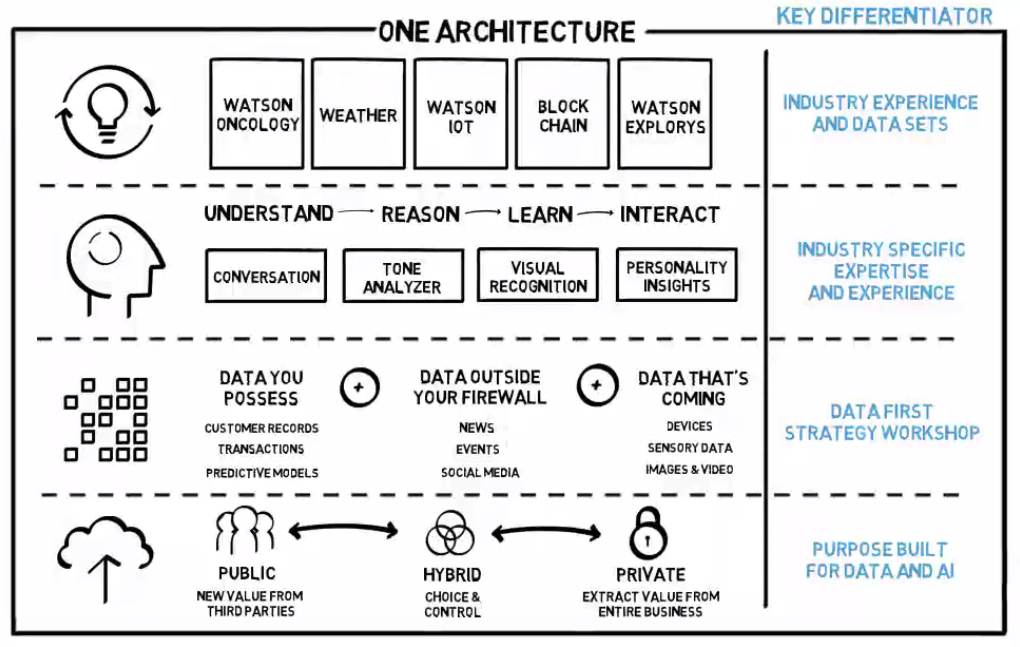 KEY DIFFERENTIATOR
ONE ARCHITECTURE
WATSON
ONCOLOGY
WEATHER
WATSON
IOT
BLOCK
CHAIN
WATSON
EXPLORYS
INDUSTRY EXPERIENCE
AND DATA SETS
UNDERSTAND → REASON → LEARN → INTERACT
CONVERSATION
TONE
ANALYZER
VISUAL
RECOGNITION
PERSONALITY
INSIGHTS
INDUSTRY SPECIFIC
EXPERTISE
AND EXPERIENCE
DATA YOU
POSSESS
CUSTOMER RECORDS
TRANSACTIONS
PREDICTIVE MODELS
+
DATA OUTSIDE
YOUR FIREWALL
NEWS
EVENTS
SOCIAL MEDIA
+
DATA THAT'S
COMING
DEVICES
SENSORY DATA
IMAGES & VIDEO
DATA FIRST
STRATEGY WORKSHOP
PUBLIC
NEW VALUE FROM
THIRD PARTIES
HYBRID
CHOICE &
CONTROL
PRIVATE
EXTRACT VALUE FROM
ENTIRE BUSINESS
PURPOSE BUILT
FOR DATA AND AI